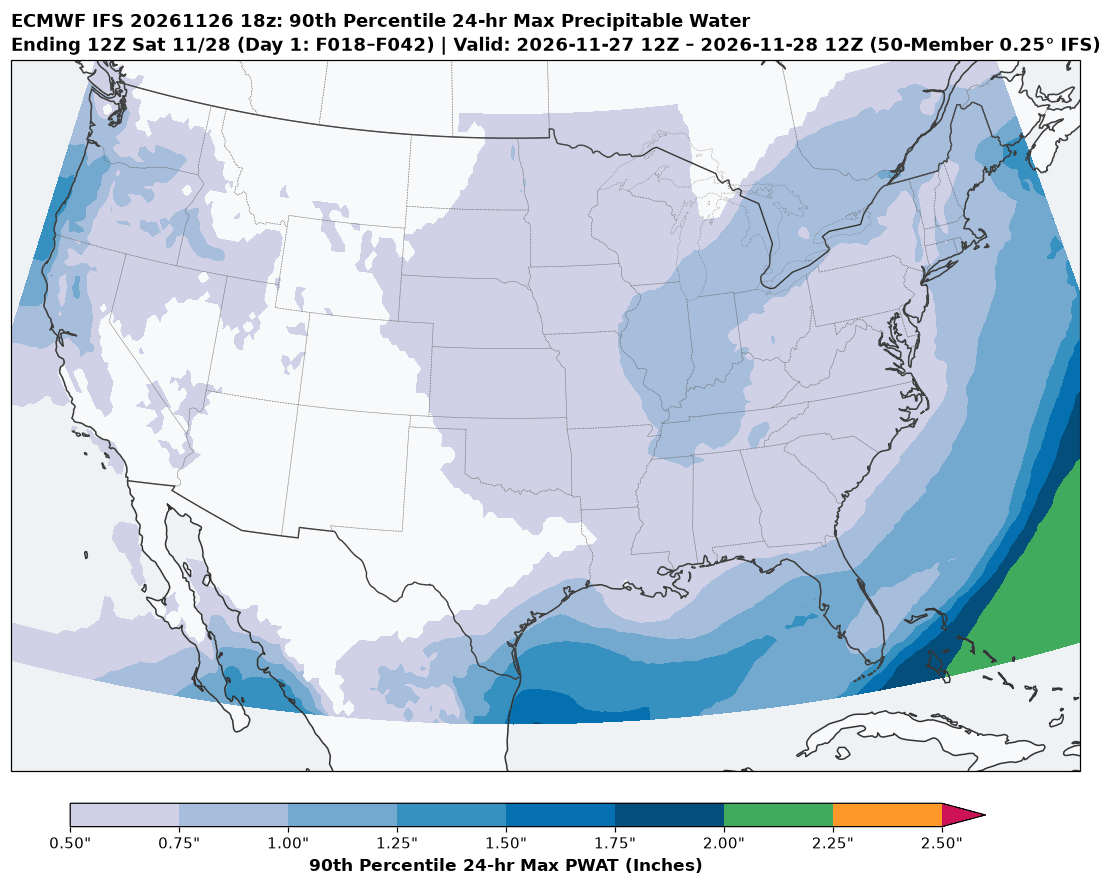 ECMWF IFS 20261126 18z: 90th Percentile 24-hr Max Precipitable Water
Ending 12Z Sat 11/28 (Day 1: F018–F042) | Valid: 2026-11-27 12Z – 2026-11-28 12Z (50-Member 0.25° IFS)
0.50" 0.75" 1.00" 1.25" 1.50" 1.75" 2.00" 2.25" 2.50"
90th Percentile 24-hr Max PWAT (Inches)